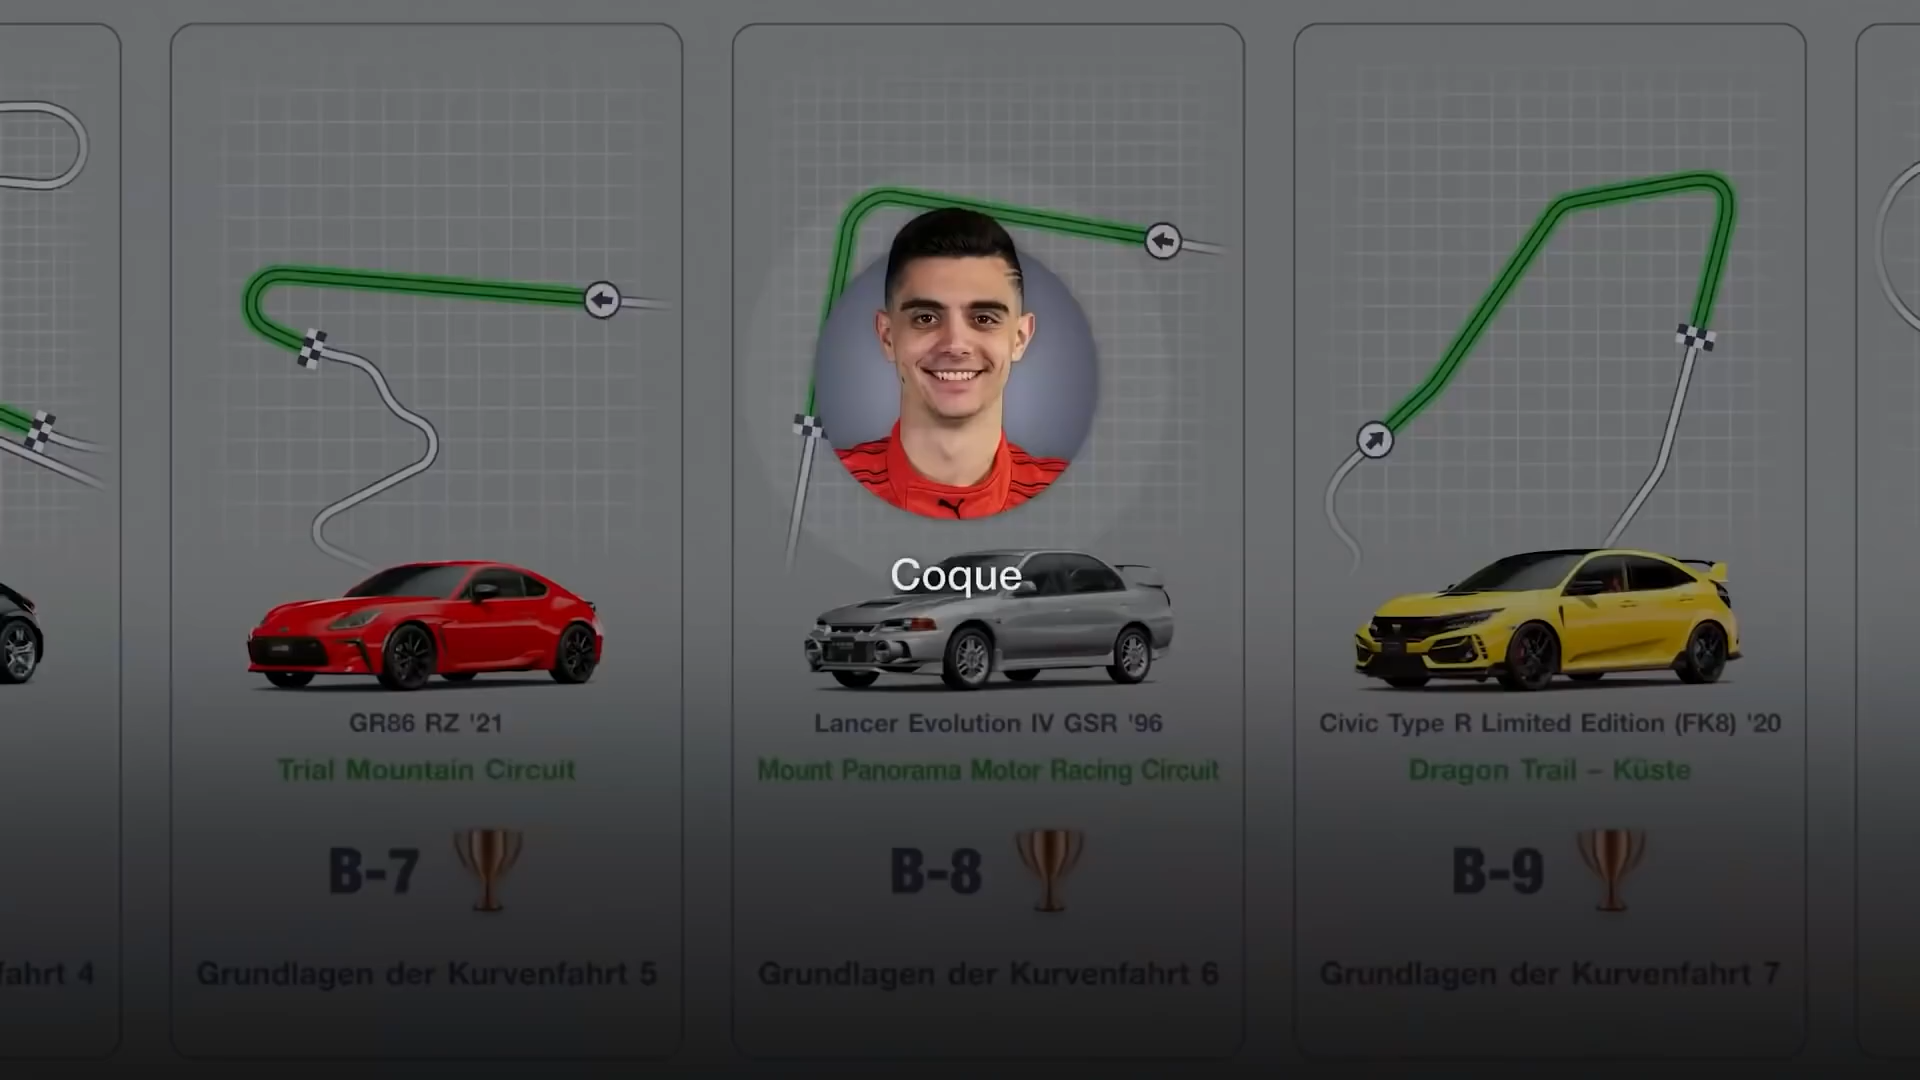 Coque
GR86 RZ '21
Trial Mountain Circuit
B-7
Grundlagen der Kurvenfahrt 5
Lancer Evolution IV GSR '96
Mount Panorama Motor Racing Circuit
B-8
Grundlagen der Kurvenfahrt 6
Civic Type R Limited Edition (FK8) '20
Dragon Trail – Küste
B-9
Grundlagen der Kurvenfahrt 7
fahrt 4